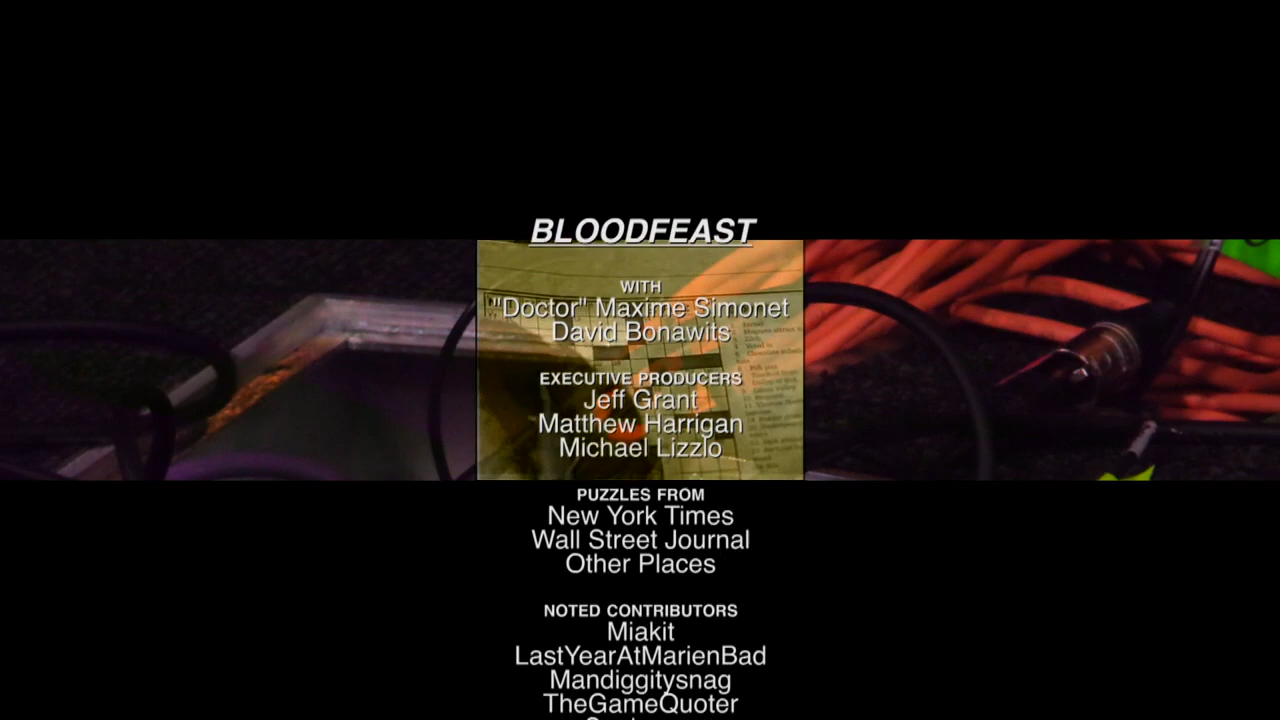 BLOODFEAST
WITH
"Doctor" Maxime Simonet
David Bonawits
EXECUTIVE PRODUCERS
Jeff Grant
Matthew Harrigan
Michael Lizzlo
PUZZLES FROM
New York Times
Wall Street Journal
Other Places
NOTED CONTRIBUTORS
Miakit
LastYearAtMarienBad
Mandiggitysnag
TheGameQuoter